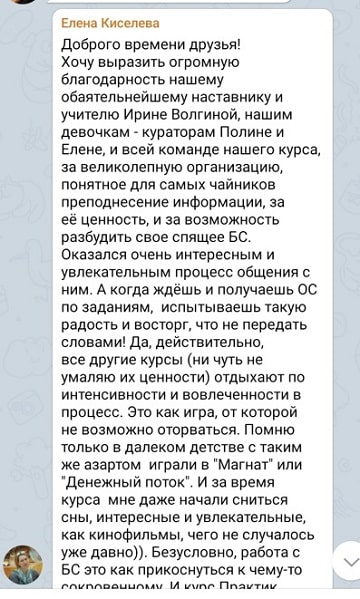 Елена Киселева
Доброго времени друзья!
Хочу выразить огромную
благодарность нашему
обаятельнейшему наставнику и
учителю Ирине Волгиной, нашим
девочкам - кураторам Полине и
Елене, и всей команде нашего курса,
за великолепную организацию,
понятное для самых чайников
преподнесение информации, за
её ценность, и за возможность
разбудить свое спящее БС.
Оказался очень интересным и
увлекательным процесс общения с
ним. А когда ждёшь и получаешь ОС
по заданиям, испытываешь такую
радость и восторг, что не передать
словами! Да, действительно,
все другие курсы (ни чуть не
умаляю их ценности) отдыхают по
интенсивности и вовлеченности в
процесс. Это как игра, от которой
не возможно оторваться. Помню
только в далеком детстве с таким
же азартом играли в "Магнат" или
"Денежный поток". И за время
курса мне даже начали сниться
сны, интересные и увлекательные,
как кинофильмы, чего не случалось
уже давно)). Безусловно, работа с
БС это как прикоснуться к чему-то
сокровенному. И курс Практик